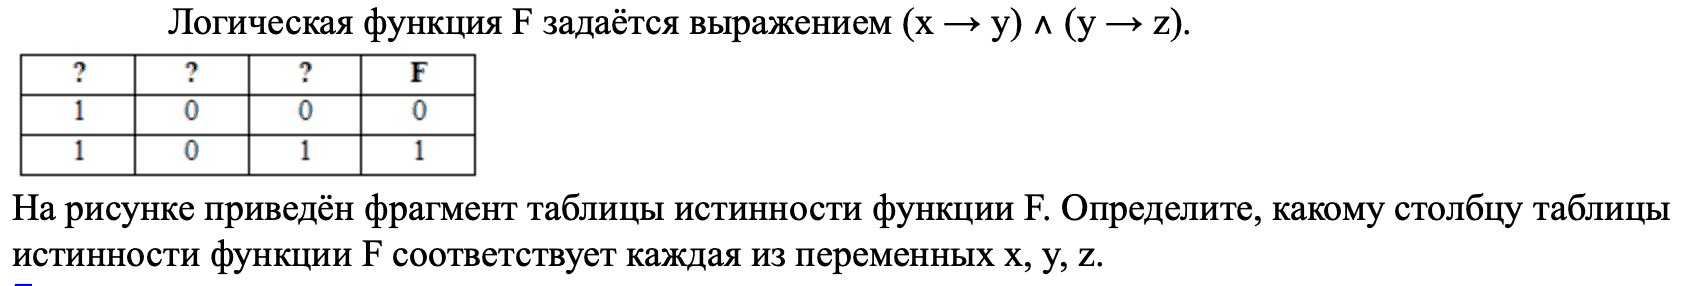 Логическая функция F задаётся выражением (x → y) ∧ (y → z).
? ? ? F
1 0 0 0
1 0 1 1
На рисунке приведён фрагмент таблицы истинности функции F. Определите, какому столбцу таблицы
истинности функции F соответствует каждая из переменных x, y, z.